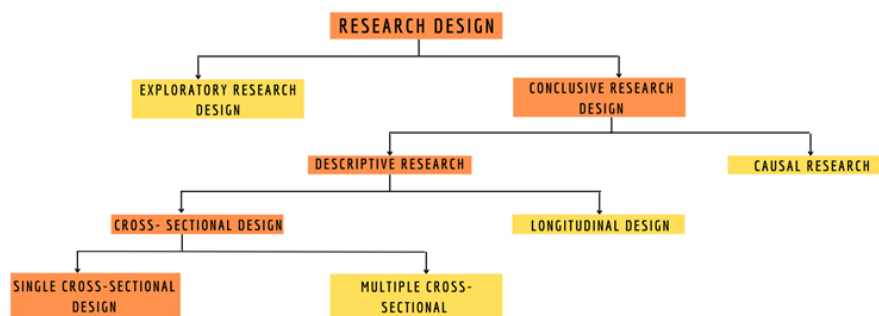 RESEARCH DESIGN
EXPLORATORY RESEARCH
DESIGN
CONCLUSIVE RESEARCH
DESIGN
DESCRIPTIVE RESEARCH
CAUSAL RESEARCH
CROSS- SECTIONAL DESIGN
LONGITUDINAL DESIGN
SINGLE CROSS-SECTIONAL
DESIGN
MULTIPLE CROSS-
SECTIONAL